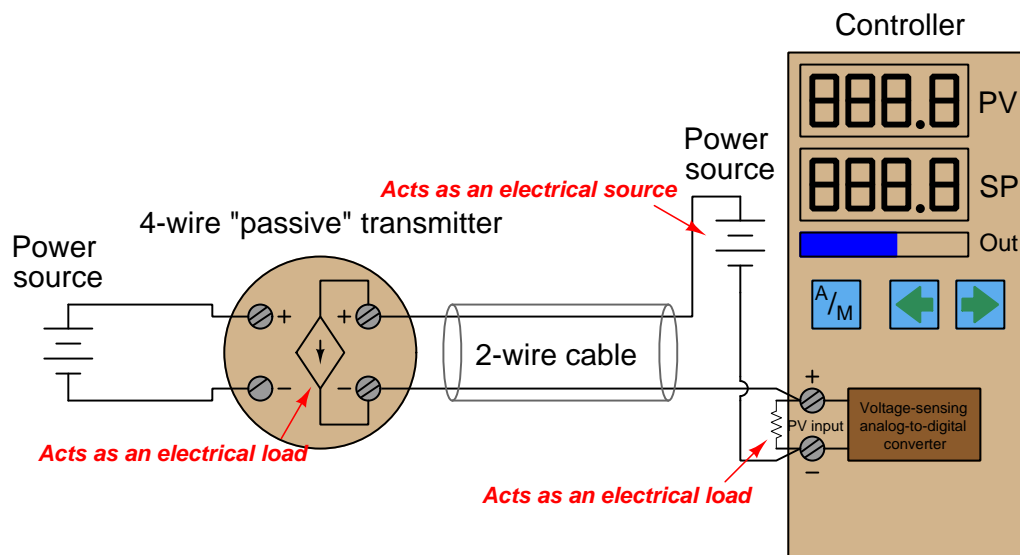 Controller
888.8
PV
888.8
SP
Out
A/M
Power
source
Acts as an electrical source
4-wire "passive" transmitter
Power
source
+
-
+
-
2-wire cable
Acts as an electrical load
+
PV input
-
Voltage-sensing
analog-to-digital
converter
Acts as an electrical load